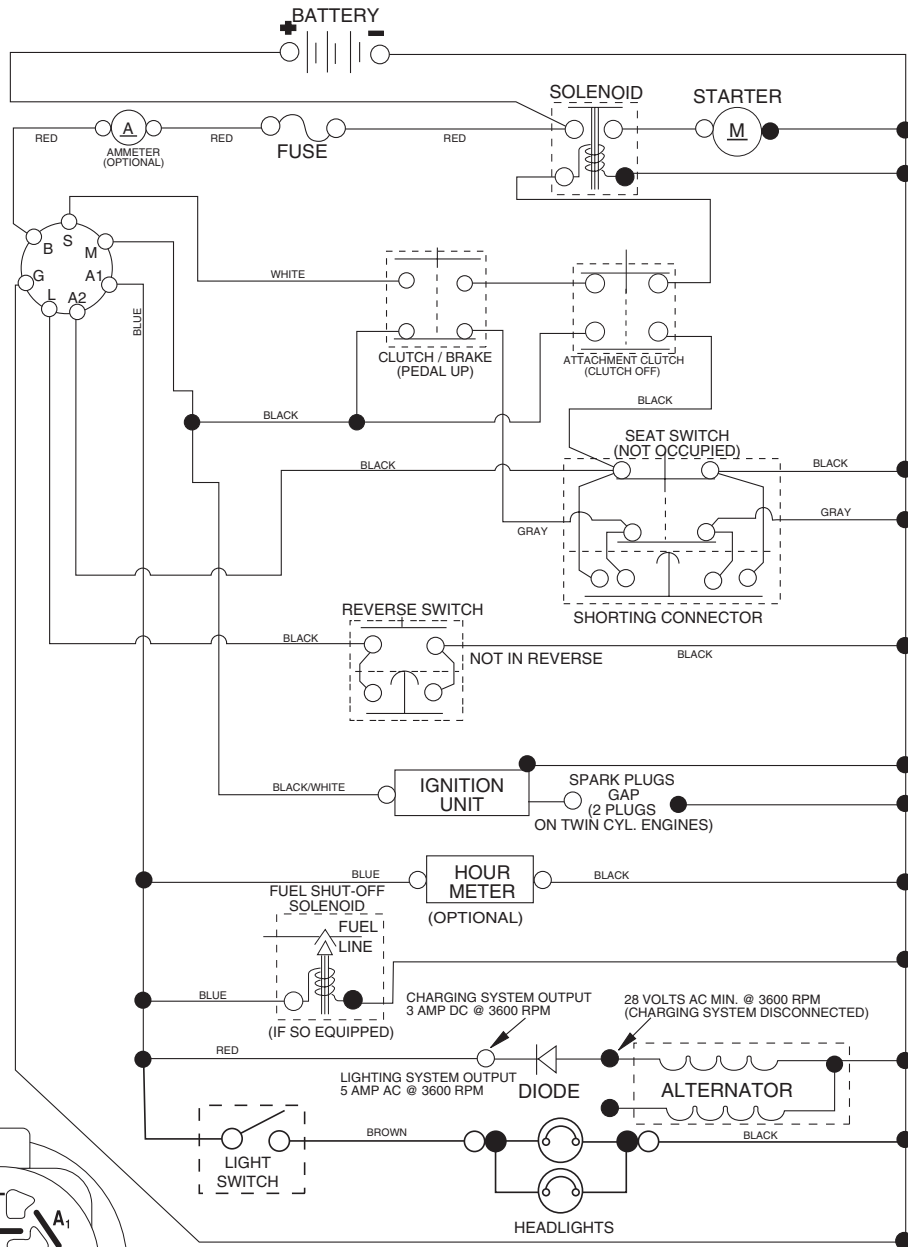 BATTERY
+
-
SOLENOID
STARTER
RED
A
AMMETER
(OPTIONAL)
RED
FUSE
RED
M
B
S
M
G
A1
L
A2
BLUE
WHITE
CLUTCH / BRAKE
(PEDAL UP)
ATTACHMENT CLUTCH
(CLUTCH OFF)
BLACK
BLACK
SEAT SWITCH
(NOT OCCUPIED)
BLACK
BLACK
GRAY
GRAY
SHORTING CONNECTOR
REVERSE SWITCH
BLACK
NOT IN REVERSE
BLACK
BLACK/WHITE
IGNITION
UNIT
SPARK PLUGS
GAP
(2 PLUGS
ON TWIN CYL. ENGINES)
BLUE
HOUR
METER
BLACK
(OPTIONAL)
FUEL SHUT-OFF
SOLENOID
FUEL
LINE
BLUE
(IF SO EQUIPPED)
CHARGING SYSTEM OUTPUT
3 AMP DC @ 3600 RPM
28 VOLTS AC MIN. @ 3600 RPM
(CHARGING SYSTEM DISCONNECTED)
RED
LIGHTING SYSTEM OUTPUT
5 AMP AC @ 3600 RPM
DIODE
ALTERNATOR
BROWN
BLACK
LIGHT
SWITCH
HEADLIGHTS
A1